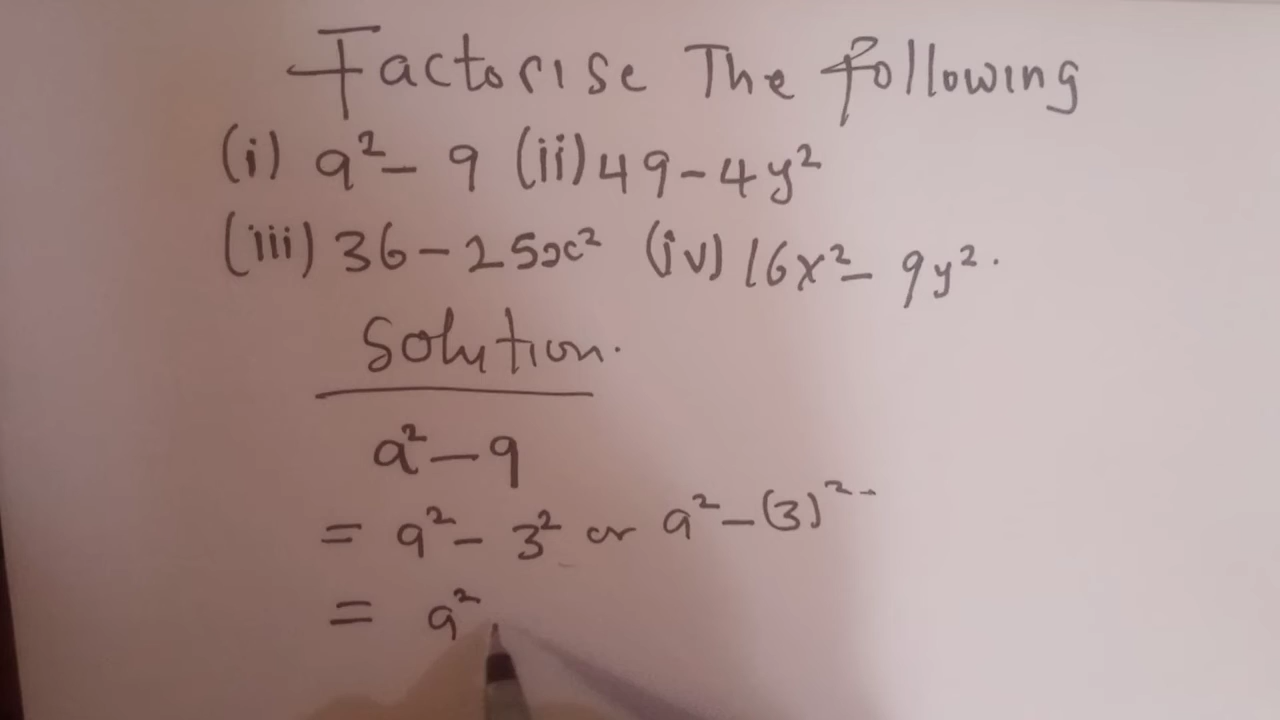 Factorise The following
(i) a² - 9 (ii) 49 - 4y²
(iii) 36 - 25x² (iv) 16x² - 9y².
Solution.
a² - 9
= a² - 3² or a² - (3)² -
= a²